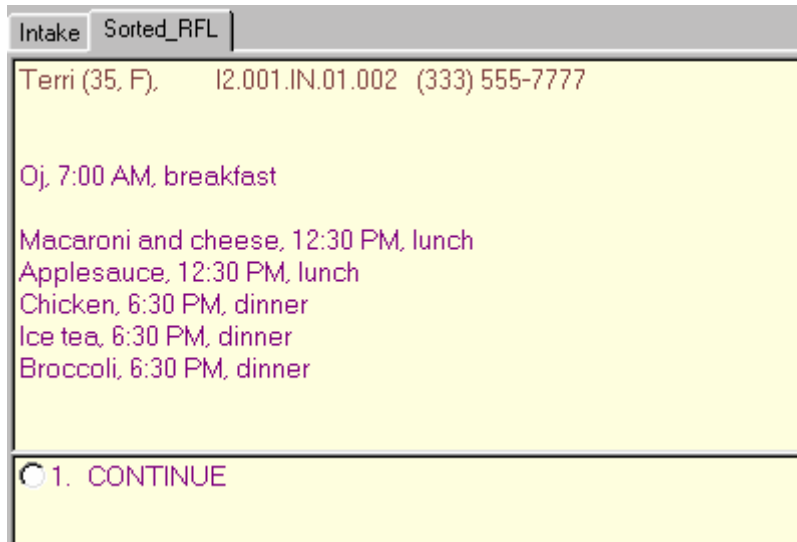 Intake Sorted_RFL
Terri (35, F), I2.001.IN.01.002 (333) 555-7777
Oj, 7:00 AM, breakfast
Macaroni and cheese, 12:30 PM, lunch
Applesauce, 12:30 PM, lunch
Chicken, 6:30 PM, dinner
Ice tea, 6:30 PM, dinner
Broccoli, 6:30 PM, dinner
1. CONTINUE